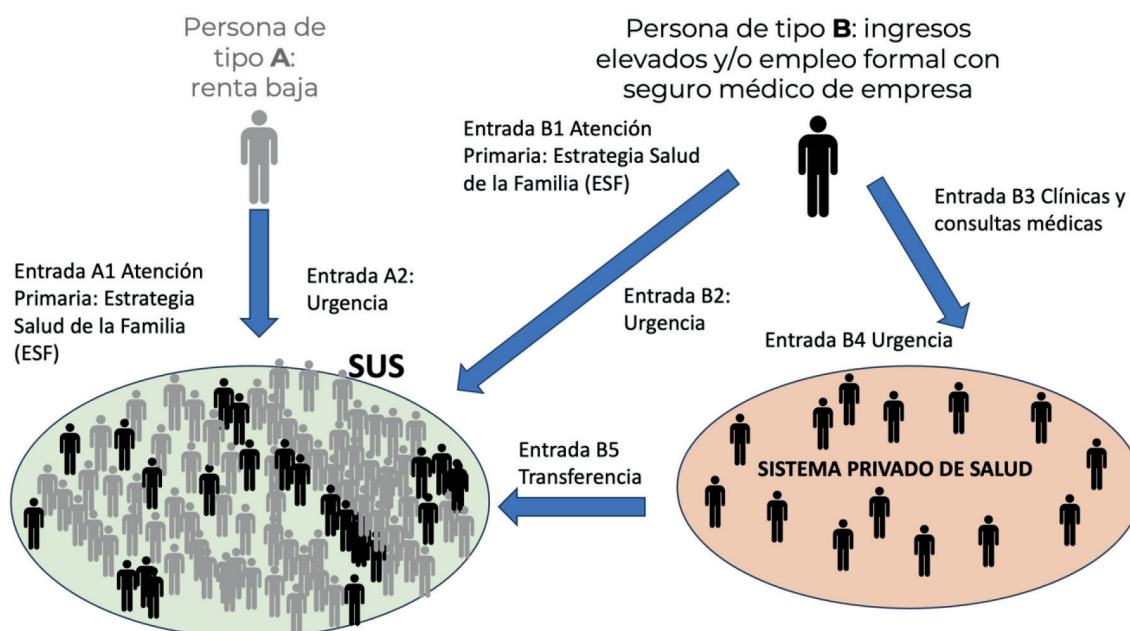 Persona de
tipo A:
renta baja
Persona de tipo B: ingresos
elevados y/o empleo formal con
seguro médico de empresa
Entrada B1 Atención
Primaria: Estrategia Salud
de la Familia (ESF)
Entrada B3 Clínicas y
consultas médicas
Entrada A1 Atención
Primaria: Estrategia
Salud de la Familia
(ESF)
Entrada A2:
Urgencia
Entrada B2:
Urgencia
Entrada B4 Urgencia
SUS
Entrada B5
Transferencia
SISTEMA PRIVADO DE SALUD